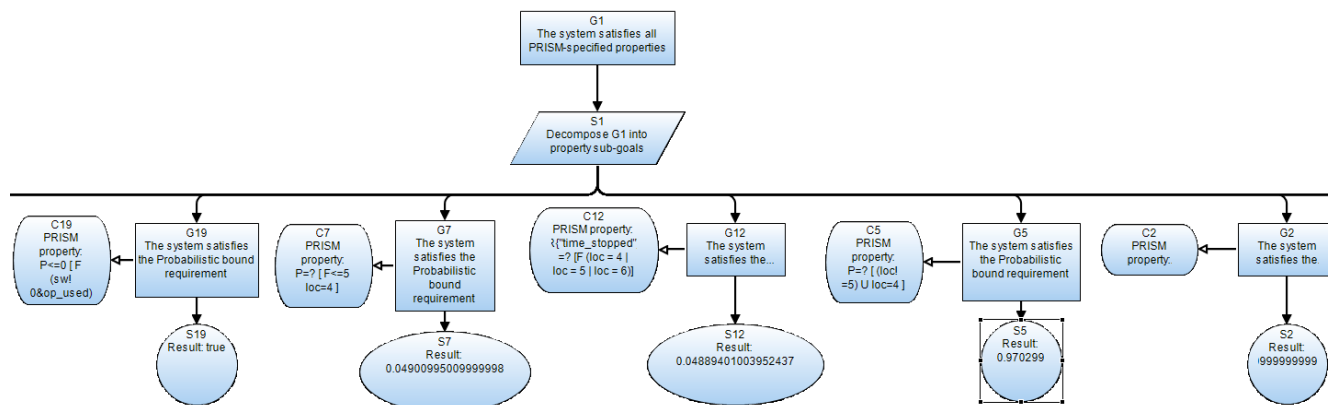 G1
The system satisfies all
PRISM-specified properties
S1
Decompose G1 into
property sub-goals
C19
PRISM
property:
P<=0 [ F
(sw!
0&op_used)
G19
The system satisfies
the Probabilistic bound
requirement
S19
Result: true
C7
PRISM
property:
P=? [ F<=5
loc=4 ]
G7
The system
satisfies the
Probabilistic
bound
requirement
S7
Result:
0.04900995009999998
C12
PRISM property:
R{"time_stopped"
=? [F (loc = 4 |
loc = 5 | loc = 6)]
G12
The system
satisfies the...
S12
Result:
0.04889401003952437
C5
PRISM
property:
P=? [ (loc!
=5) U loc=4 ]
G5
The system satisfies
the Probabilistic
bound requirement
S5
Result:
0.970299
C2
PRISM
property:
G2
The system
satisfies the.
S2
Result:
9999999999